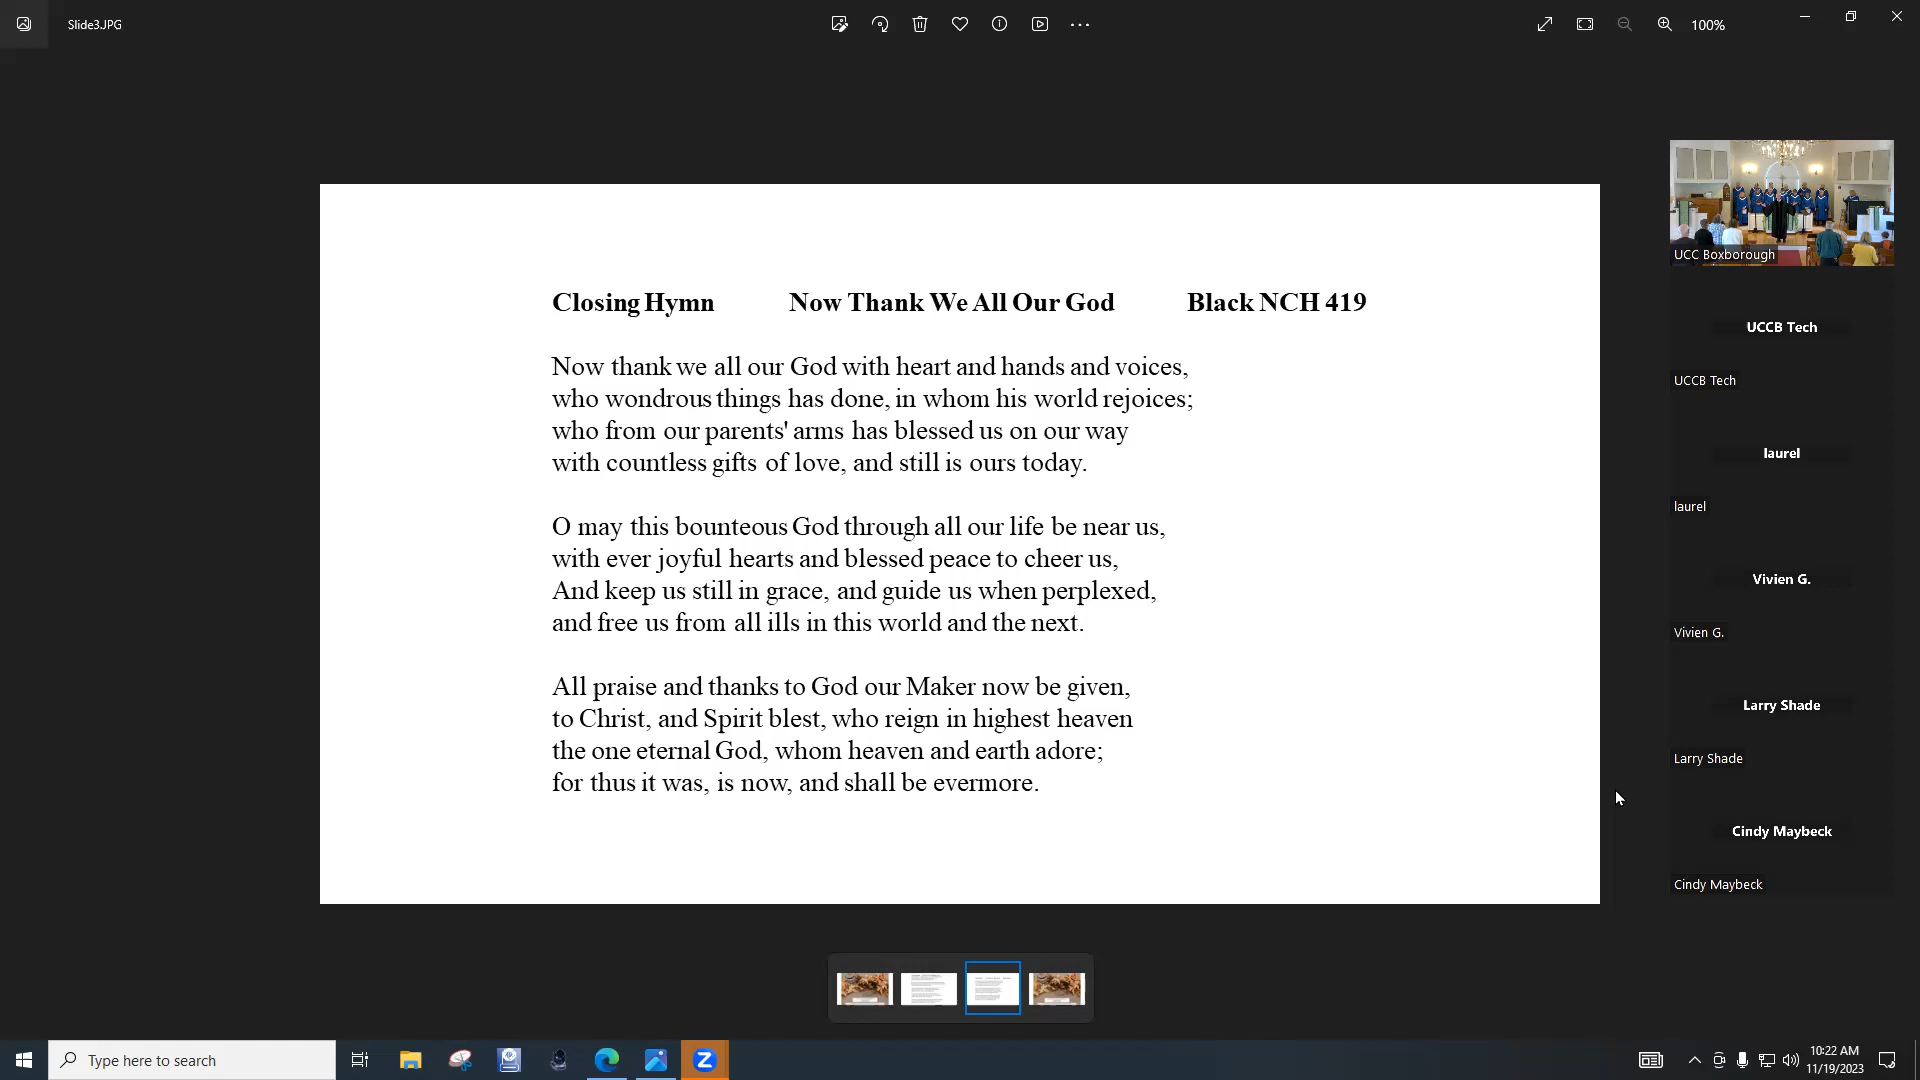 Slide3.JPG
100%
Closing Hymn Now Thank We All Our God Black NCH 419
Now thank we all our God with heart and hands and voices,
who wondrous things has done, in whom his world rejoices;
who from our parents' arms has blessed us on our way
with countless gifts of love, and still is ours today.
O may this bounteous God through all our life be near us,
with ever joyful hearts and blessed peace to cheer us,
And keep us still in grace, and guide us when perplexed,
and free us from all ills in this world and the next.
All praise and thanks to God our Maker now be given,
to Christ, and Spirit blest, who reign in highest heaven
the one eternal God, whom heaven and earth adore;
for thus it was, is now, and shall be evermore.
UCC Boxborough
UCCB Tech
UCCB Tech
laurel
laurel
Vivien G.
Vivien G.
Larry Shade
Larry Shade
Cindy Maybeck
Cindy Maybeck
Type here to search
10:22 AM
11/19/2023